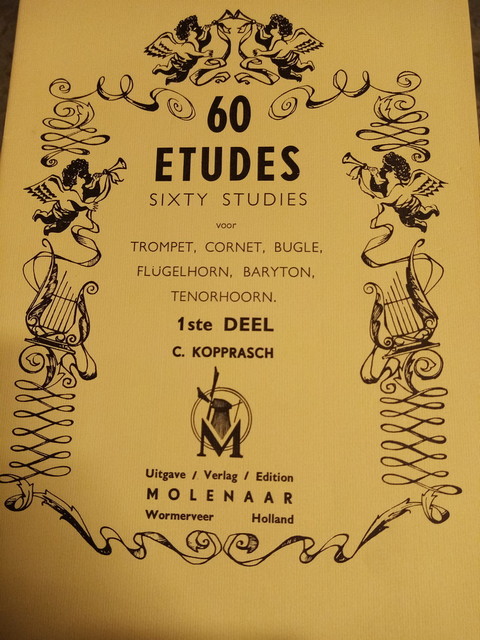 60
ETUDES
SIXTY STUDIES
voor
TROMPET, CORNET, BUGLE,
FLÜGELHORN, BARYTON,
TENORHOORN.
1ste DEEL
C. KOPPRASCH
M
Uitgave / Verlag / Edition
MOLENAAR
Wormerveer Holland